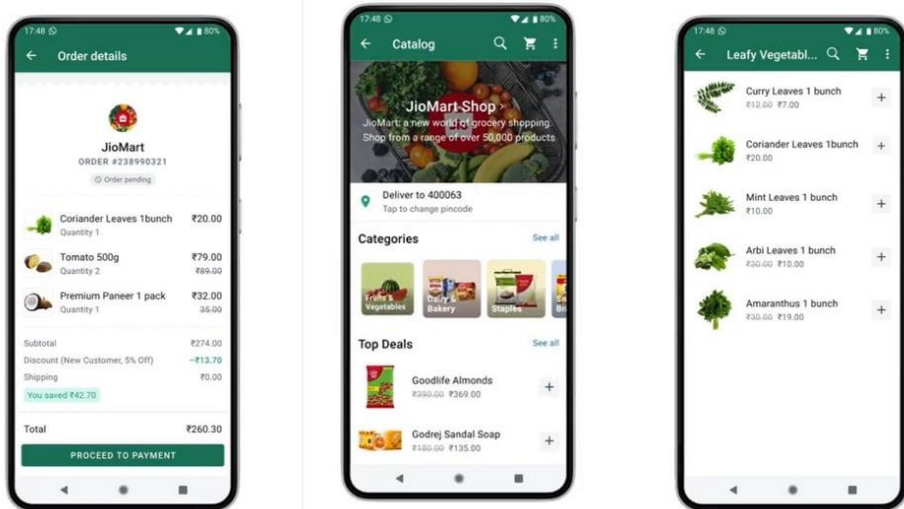 17:48 80%
Order details
JioMart
ORDER #238990321
Order pending
Coriander Leaves 1bunch ₹20.00
Quantity 1
Tomato 500g ₹79.00
Quantity 2 ₹89.00
Premium Paneer 1 pack ₹32.00
Quantity 1 35.00
Subtotal ₹274.00
Discount (New Customer, 5% Off) -₹13.70
Shipping ₹0.00
You saved ₹42.70
Total ₹260.30
PROCEED TO PAYMENT
17:48 80%
Catalog
JioMart Shop
JioMart: a new world of grocery shopping.
Shop from a range of over 50,000 products
Deliver to 400063
Tap to change pincode
Categories See all
Fruits &
Vegetables
Dairy &
Bakery
Staples
Top Deals See all
Goodlife Almonds
₹390.00 ₹369.00
Godrej Sandal Soap
₹180.00 ₹135.00
17:48 80%
Leafy Vegetabl...
Curry Leaves 1 bunch
₹12.00 ₹7.00
Coriander Leaves 1bunch
₹20.00
Mint Leaves 1 bunch
₹10.00
Arbi Leaves 1 bunch
₹30.00 ₹10.00
Amaranthus 1 bunch
₹30.00 ₹19.00